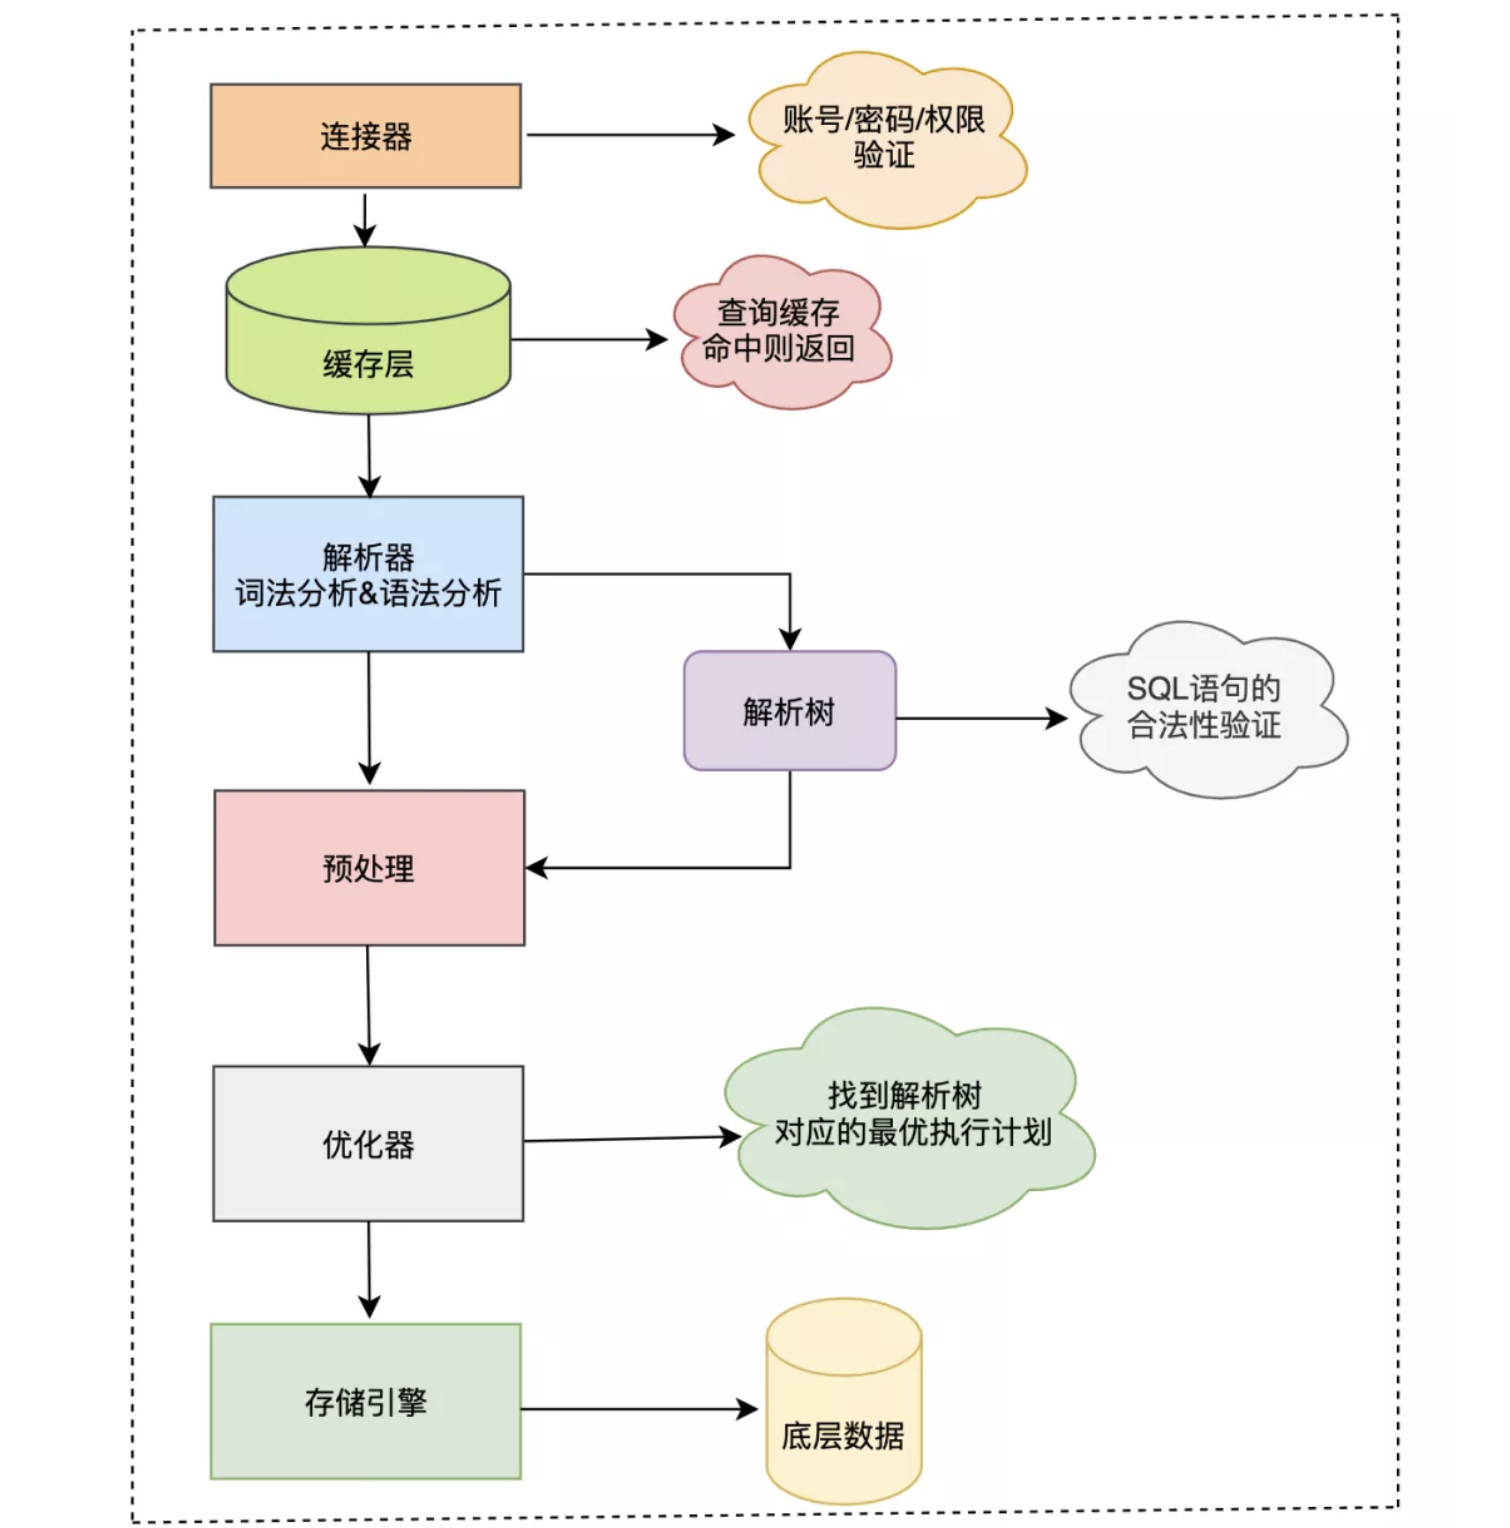 连接器
账号/密码/权限
验证
缓存层
查询缓存
命中则返回
解析器
词法分析&语法分析
解析树
SQL语句的
合法性验证
预处理
优化器
找到解析树
对应的最优执行计划
存储引擎
底层数据